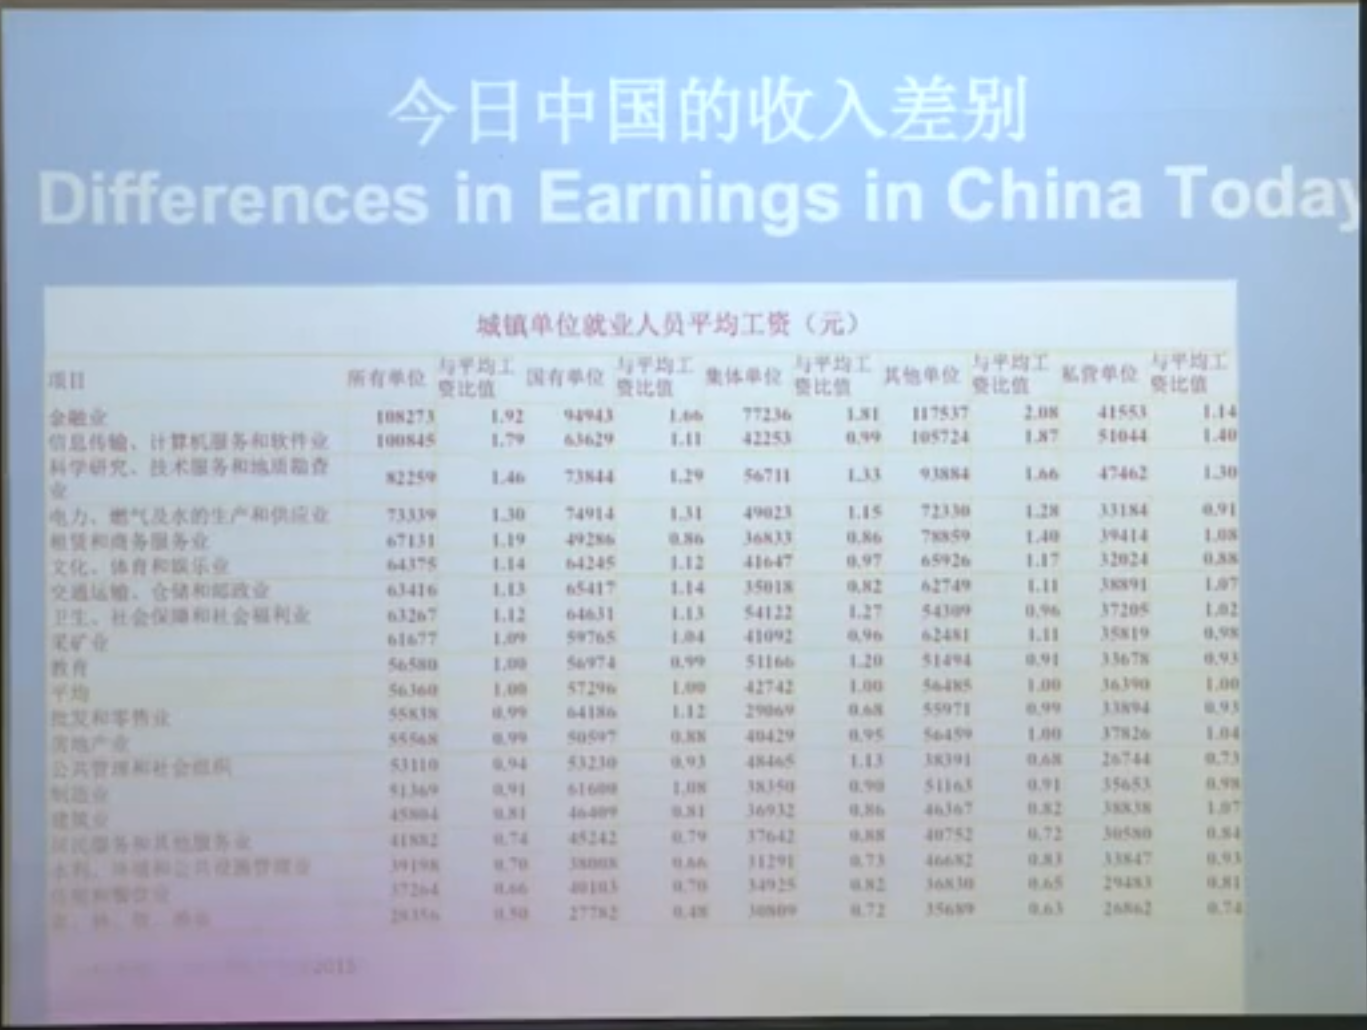 今日中国的收入差别
Differences in Earnings in China Today
城镇单位就业人员平均工资（元）
项目 所有单位 与平均工资比值 国有单位 与平均工资比值 集体单位 与平均工资比值 其他单位 与平均工资比值 私营单位 与平均工资比值
金融业 108273 1.92 94943 1.66 77236 1.81 117537 2.08 41553 1.14
信息传输、计算机服务和软件业 100845 1.79 63629 1.11 42253 0.99 105724 1.87 51044 1.40
科学研究、技术服务和地质勘查业 82259 1.46 73844 1.29 56711 1.33 93884 1.66 47462 1.30
电力、燃气及水的生产和供应业 73339 1.30 74914 1.31 49023 1.15 72330 1.28 33184 0.91
租赁和商务服务业 67131 1.19 49286 0.86 36833 0.86 78859 1.40 39414 1.08
文化、体育和娱乐业 64375 1.14 64245 1.12 41647 0.97 65926 1.17 32024 0.88
交通运输、仓储和邮政业 63416 1.13 65417 1.14 35018 0.82 62749 1.11 38891 1.07
卫生、社会保障和社会福利业 63267 1.12 64631 1.13 54122 1.27 54309 0.96 37205 1.02
采矿业 61677 1.09 59765 1.04 41092 0.96 62481 1.11 35819 0.98
教育 56580 1.00 56974 0.99 51166 1.20 51494 0.91 33678 0.93
平均 56360 1.00 57296 1.00 42742 1.00 56485 1.00 36390 1.00
批发和零售业 55838 0.99 64186 1.12 29069 0.68 55971 0.99 33894 0.93
房地产业 55568 0.99 50597 0.88 40429 0.95 56459 1.00 37826 1.04
公共管理和社会组织 53110 0.94 53230 0.93 48465 1.13 38391 0.68 26744 0.73
制造业 51369 0.91 61600 1.08 38350 0.90 51163 0.91 35653 0.98
建筑业 45804 0.81 46409 0.81 36932 0.86 46367 0.82 38838 1.07
居民服务和其他服务业 41882 0.74 45242 0.79 37642 0.88 40752 0.72 30580 0.84
水利、环境和公共设施管理业 39198 0.70 38008 0.66 31291 0.73 46682 0.83 33847 0.93
住宿和餐饮业 37264 0.66 40103 0.70 34925 0.82 36830 0.65 29483 0.81
农、林、牧、渔业 28356 0.50 27782 0.48 30809 0.72 35689 0.63 26862 0.74
2013